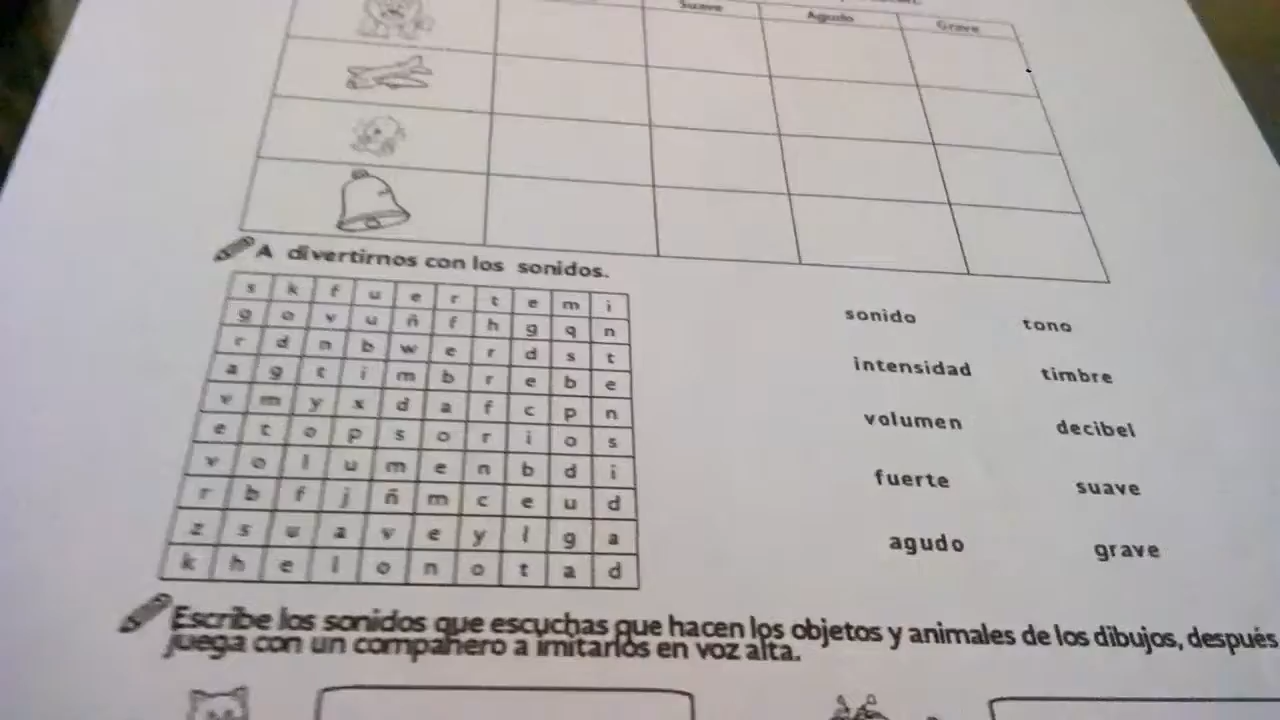 Suave Agudo Grave
A divertirnos con los sonidos.
s k f u e r t e m i
g o v u ñ f h g q n
r d n b w e r d s t
a g t i m b r e b e
v m y x d a f c p n
e t o p s o r i o s
v o l u m e n b d i
r b f j ñ m c e u d
z s u a v e y l g a
k h e l o n o t a d
sonido tono
intensidad timbre
volumen decibel
fuerte suave
agudo grave
Escribe los sonidos que escuchas que hacen los objetos y animales de los dibujos, después
juega con un compañero a imitarlos en voz alta.